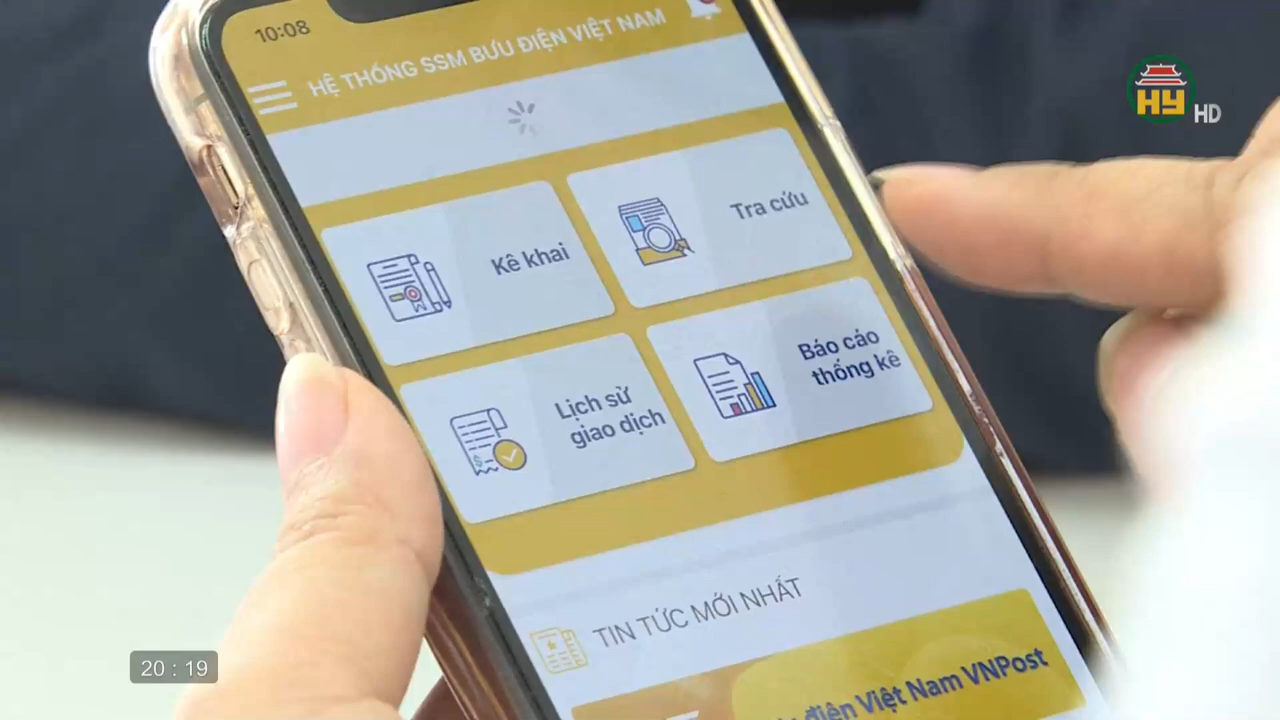 10:08
HỆ THỐNG SSM BƯU ĐIỆN VIỆT NAM
HY HD
Kê khai
Tra cứu
Lịch sử
giao dịch
Báo cáo
thống kê
TIN TỨC MỚI NHẤT
điện Việt Nam VNPost
20 : 19